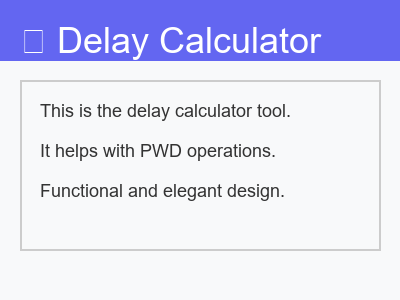 Delay Calculator
This is the delay calculator tool.
It helps with PWD operations.
Functional and elegant design.